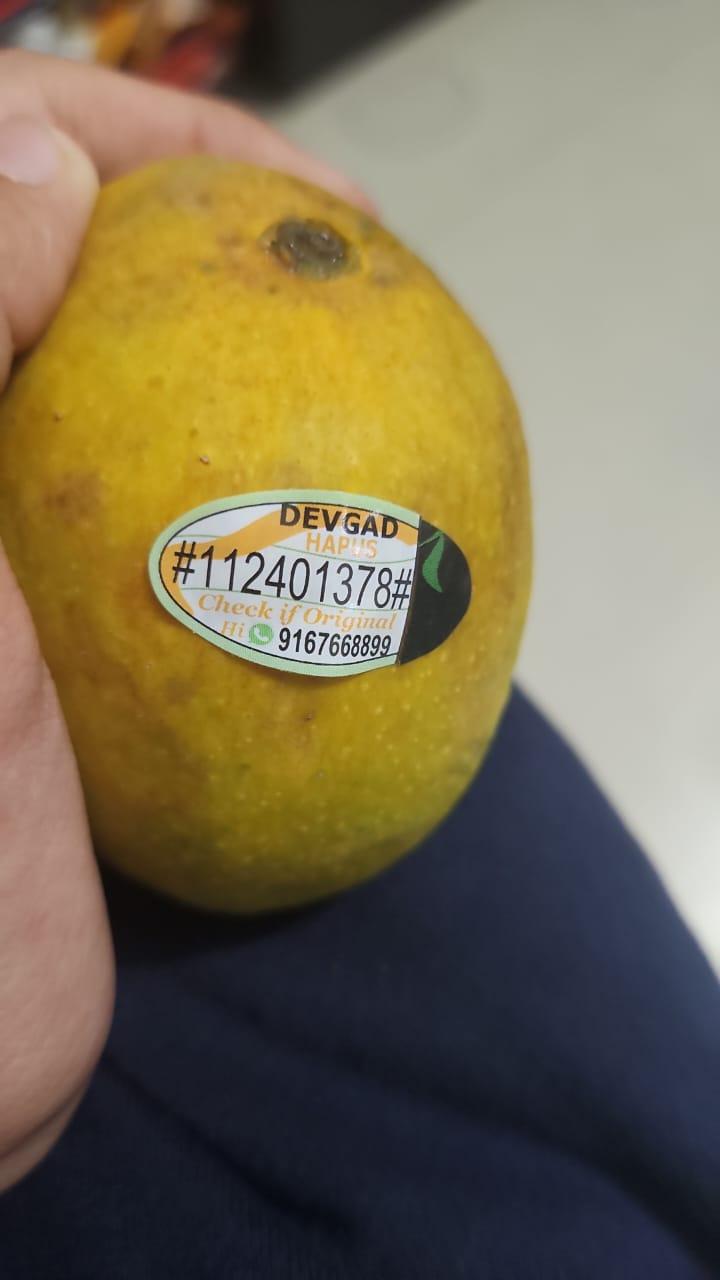 DEVGAD
HAPUS
#112401378#
Check if Original
Hi 9167668899